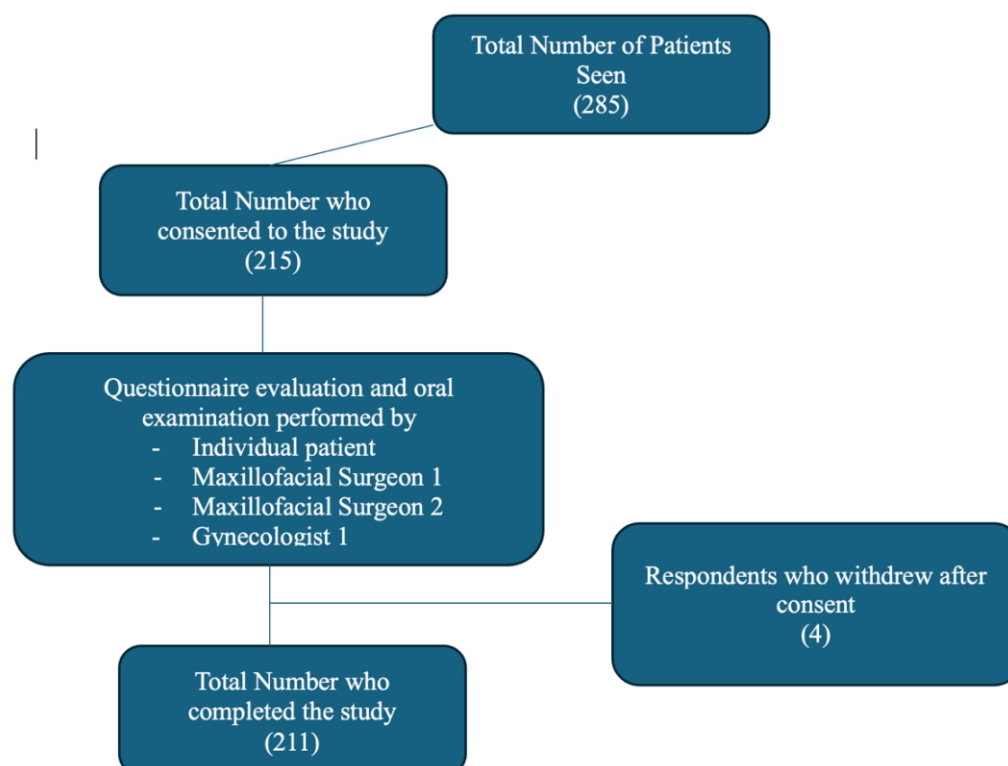 Total Number of Patients
Seen
(285)
Total Number who
consented to the study
(215)
Questionnaire evaluation and oral
examination performed by
- Individual patient
- Maxillofacial Surgeon 1
- Maxillofacial Surgeon 2
- Gynecologist 1
Respondents who withdrew after
consent
(4)
Total Number who
completed the study
(211)